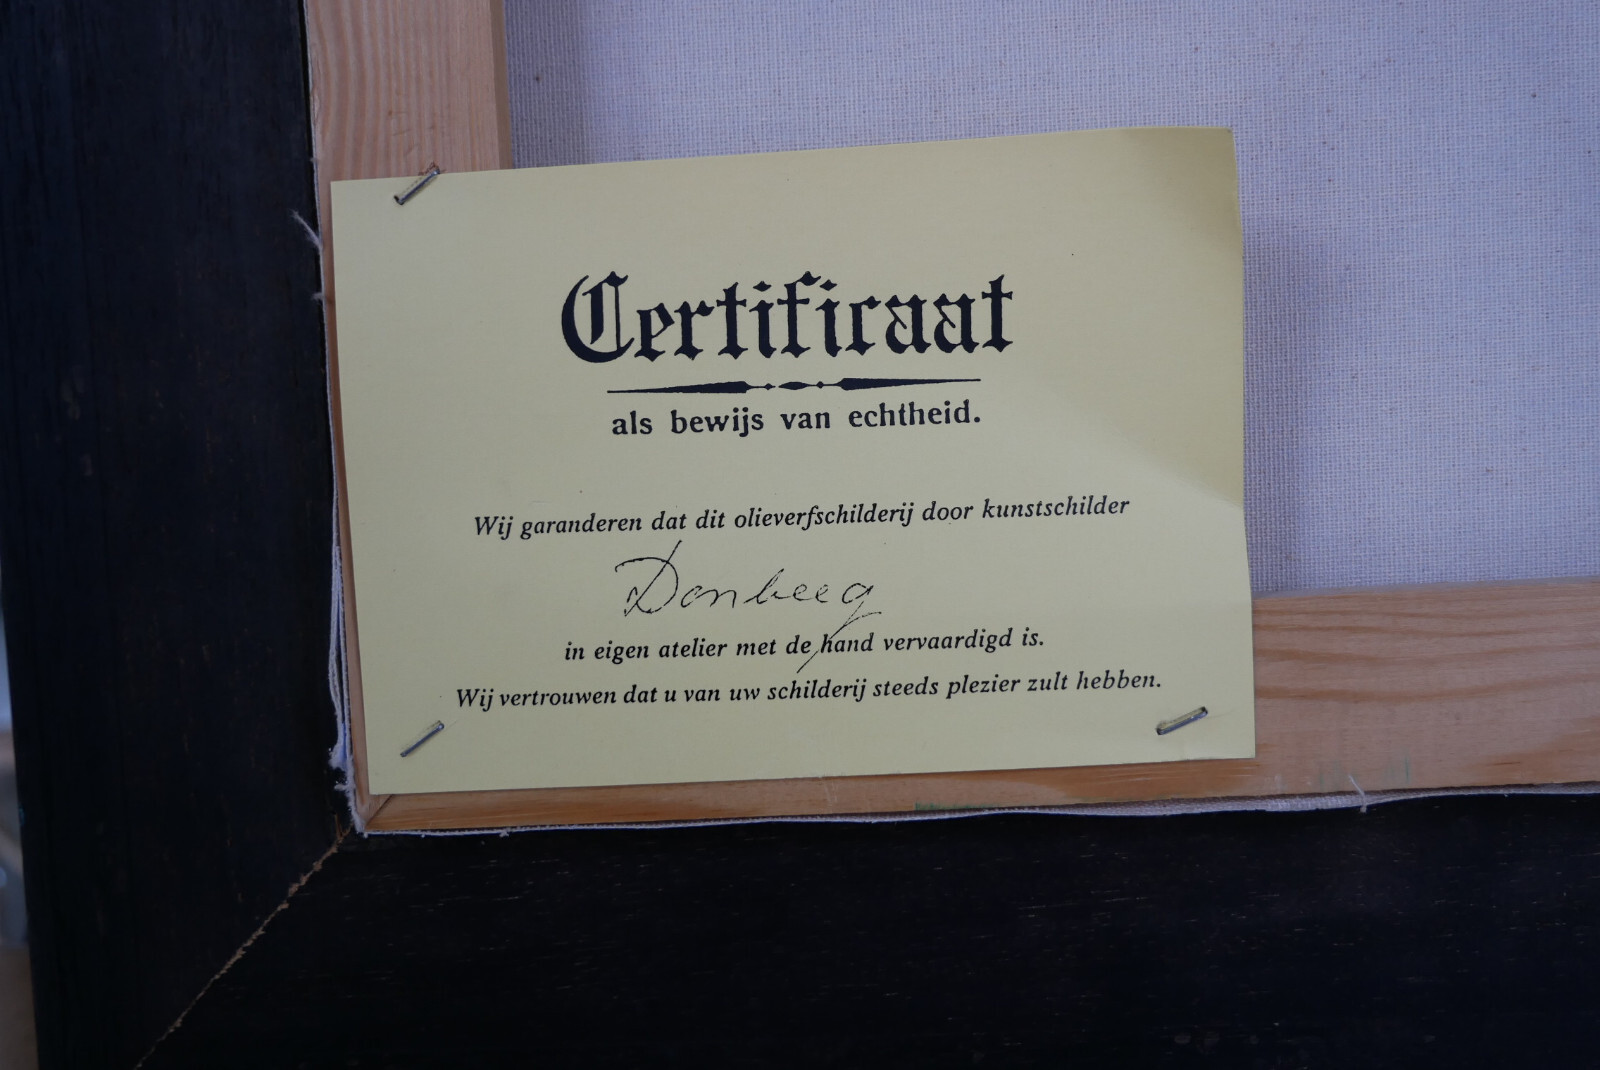 Certificaat
als bewijs van echtheid.
Wij garanderen dat dit olieverfschilderij door kunstschilder
Donbeeg
in eigen atelier met de hand vervaardigd is.
Wij vertrouwen dat u van uw schilderij steeds plezier zult hebben.